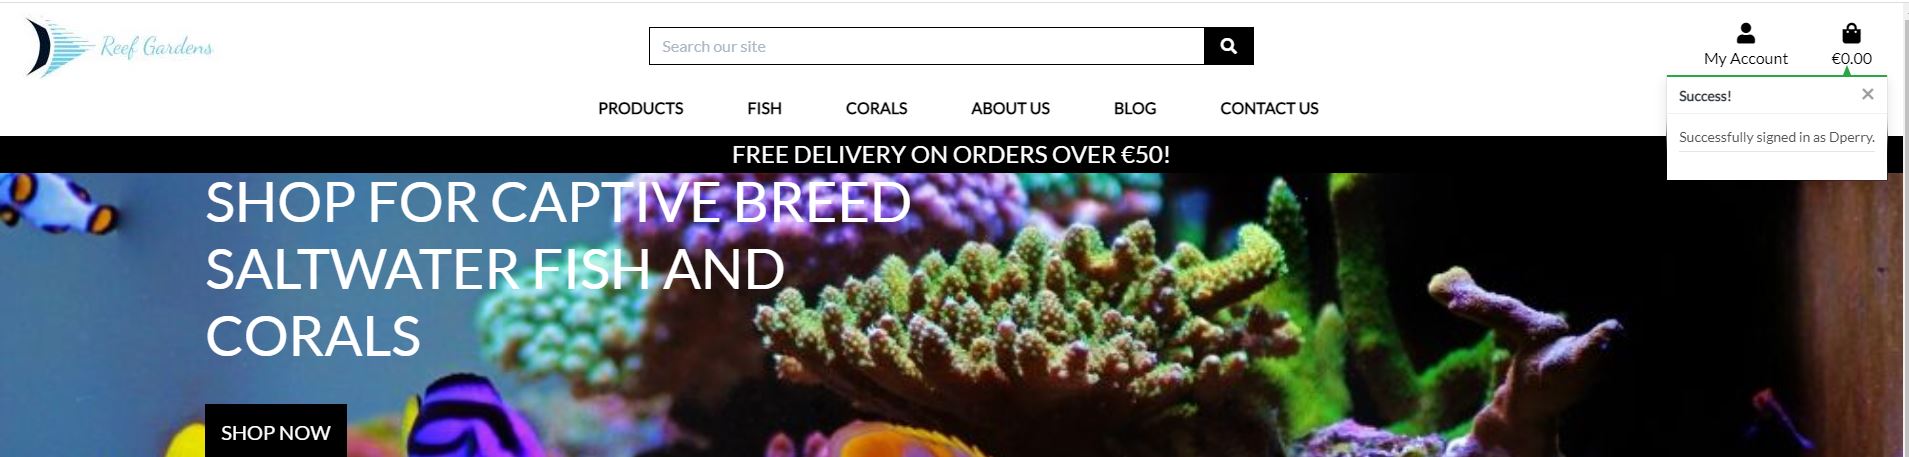 Reef Gardens
Search our site
My Account
€0.00
PRODUCTS FISH CORALS ABOUT US BLOG CONTACT US
Success!
Successfully signed in as Dperry.
FREE DELIVERY ON ORDERS OVER €50!
SHOP FOR CAPTIVE BREED
SALTWATER FISH AND
CORALS
SHOP NOW